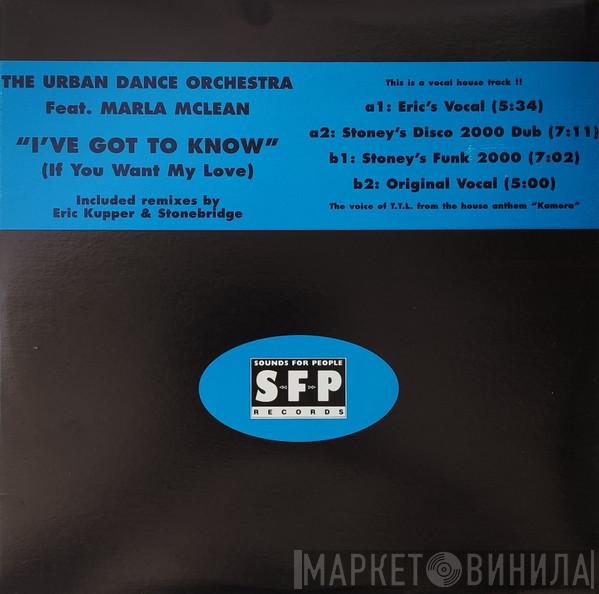 THE URBAN DANCE ORCHESTRA
Feat. MARLA MCLEAN
"I'VE GOT TO KNOW"
(If You Want My Love)
Included remixes by
Eric Kupper & Stonebridge
This is a vocal house track !!
a1: Eric's Vocal (5:34)
a2: Stoney's Disco 2000 Dub (7:11)
b1: Stoney's Funk 2000 (7:02)
b2: Original Vocal (5:00)
The voice of T.T.L. from the house anthem "Kamera"
SOUNDS FOR PEOPLE
S·F·P
RECORDS
МАРКЕТ ВИНИЛА